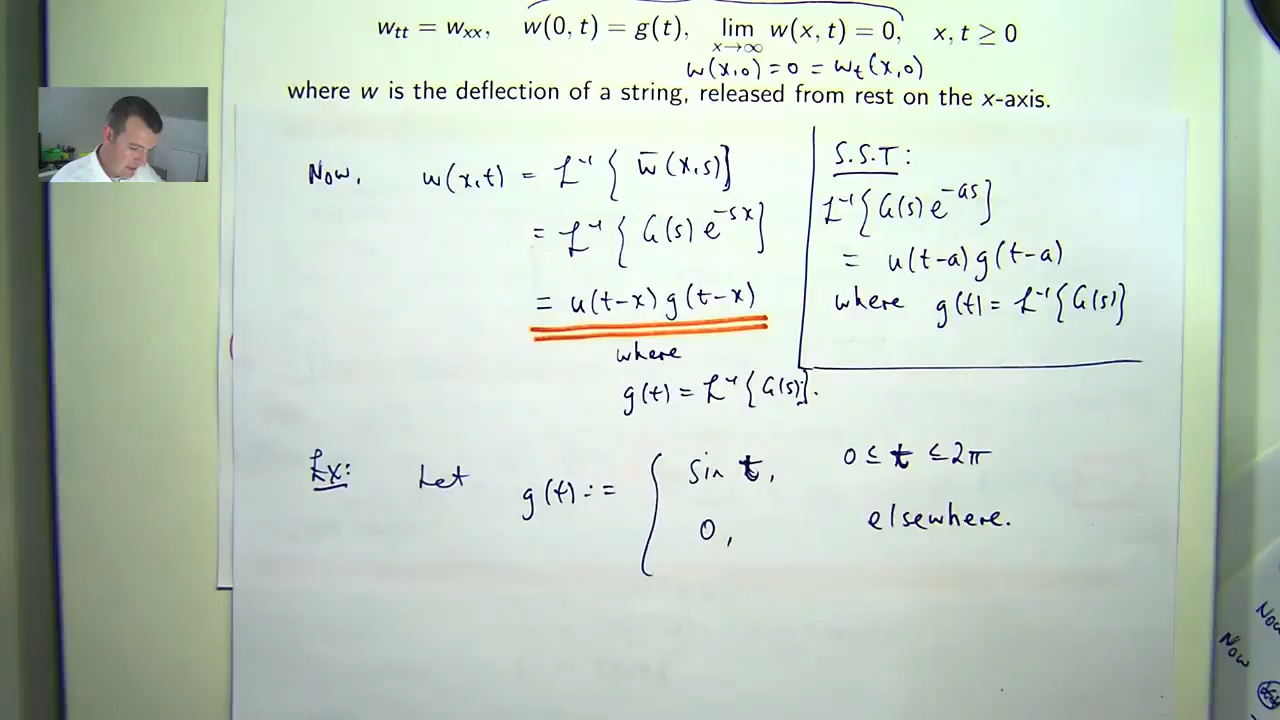 w_tt = w_xx, w(0, t) = g(t), lim_{x→∞} w(x, t) = 0, x, t ≥ 0
w(x,0) = 0 = w_t(x,0)
where w is the deflection of a string, released from rest on the x-axis.
Now, w(x,t) = L⁻¹{ w̄(x,s)}
= L⁻¹{ G(s) e^{-sx}}
= u(t-x) g(t-x)
where
g(t) = L⁻¹{G(s)}.
S.S.T:
L⁻¹{G(s) e^{-as}}
= u(t-a) g(t-a)
where g(t) = L⁻¹{G(s)}
Ex: Let g(t) := { sin t, 0 ≤ t ≤ 2π
0, elsewhere.
Now
Now